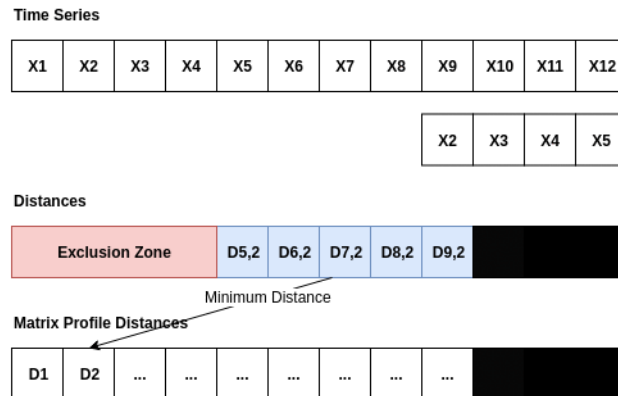 Time Series
X1 X2 X3 X4 X5 X6 X7 X8 X9 X10 X11 X12
X2 X3 X4 X5
Distances
Exclusion Zone D5,2 D6,2 D7,2 D8,2 D9,2
Minimum Distance
Matrix Profile Distances
D1 D2 ... ... ... ... ... ... ...